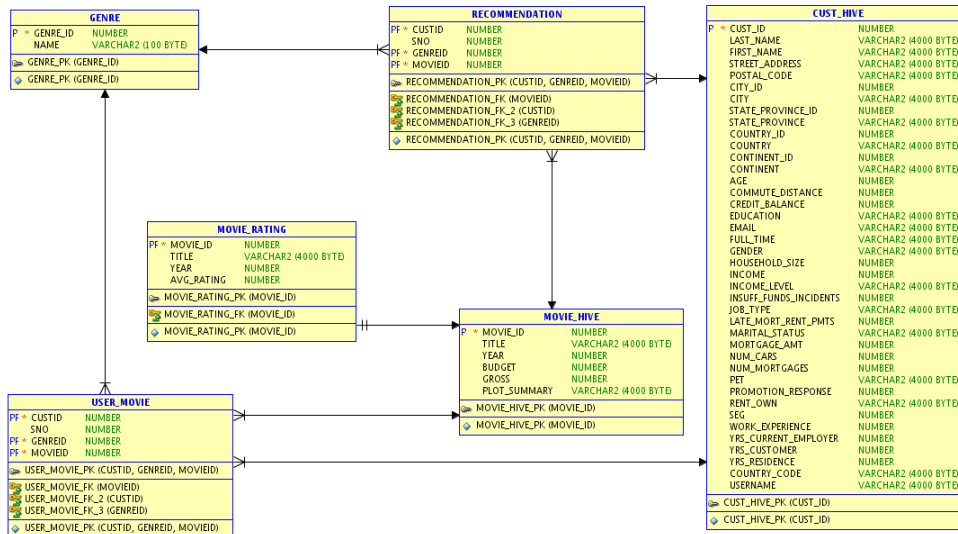 GENRE
P * GENRE_ID NUMBER
NAME VARCHAR2 (100 BYTE)
GENRE_PK (GENRE_ID)
GENRE_PK (GENRE_ID)
RECOMMENDATION
PF * CUSTID NUMBER
SNO NUMBER
PF * GENREID NUMBER
PF * MOVIEID NUMBER
RECOMMENDATION_PK (CUSTID, GENREID, MOVIEID)
RECOMMENDATION_FK (MOVIEID)
RECOMMENDATION_FK_2 (CUSTID)
RECOMMENDATION_FK_3 (GENREID)
RECOMMENDATION_PK (CUSTID, GENREID, MOVIEID)
CUST_HIVE
P * CUST_ID NUMBER
LAST_NAME VARCHAR2 (4000 BYTE)
FIRST_NAME VARCHAR2 (4000 BYTE)
STREET_ADDRESS VARCHAR2 (4000 BYTE)
POSTAL_CODE VARCHAR2 (4000 BYTE)
CITY_ID NUMBER
CITY VARCHAR2 (4000 BYTE)
STATE_PROVINCE_ID NUMBER
STATE_PROVINCE VARCHAR2 (4000 BYTE)
COUNTRY_ID NUMBER
COUNTRY VARCHAR2 (4000 BYTE)
CONTINENT_ID NUMBER
CONTINENT VARCHAR2 (4000 BYTE)
AGE NUMBER
COMMUTE_DISTANCE NUMBER
CREDIT_BALANCE NUMBER
EDUCATION VARCHAR2 (4000 BYTE)
EMAIL VARCHAR2 (4000 BYTE)
FULL_TIME VARCHAR2 (4000 BYTE)
GENDER VARCHAR2 (4000 BYTE)
HOUSEHOLD_SIZE NUMBER
INCOME NUMBER
INCOME_LEVEL VARCHAR2 (4000 BYTE)
INSUFF_FUNDS_INCIDENTS NUMBER
JOB_TYPE VARCHAR2 (4000 BYTE)
LATE_MORT_RENT_PMTS NUMBER
MARITAL_STATUS VARCHAR2 (4000 BYTE)
MORTGAGE_AMT NUMBER
NUM_CARS NUMBER
NUM_MORTGAGES NUMBER
PET VARCHAR2 (4000 BYTE)
PROMOTION_RESPONSE NUMBER
RENT_OWN VARCHAR2 (4000 BYTE)
SEG NUMBER
WORK_EXPERIENCE NUMBER
YRS_CURRENT_EMPLOYER NUMBER
YRS_CUSTOMER NUMBER
YRS_RESIDENCE NUMBER
COUNTRY_CODE VARCHAR2 (4000 BYTE)
USERNAME VARCHAR2 (4000 BYTE)
CUST_HIVE_PK (CUST_ID)
CUST_HIVE_PK (CUST_ID)
MOVIE_RATING
PF * MOVIE_ID NUMBER
TITLE VARCHAR2 (4000 BYTE)
YEAR NUMBER
AVG_RATING NUMBER
MOVIE_RATING_PK (MOVIE_ID)
MOVIE_RATING_FK (MOVIE_ID)
MOVIE_RATING_PK (MOVIE_ID)
MOVIE_HIVE
P * MOVIE_ID NUMBER
TITLE VARCHAR2 (4000 BYTE)
YEAR NUMBER
BUDGET NUMBER
GROSS NUMBER
PLOT_SUMMARY VARCHAR2 (4000 BYTE)
MOVIE_HIVE_PK (MOVIE_ID)
MOVIE_HIVE_PK (MOVIE_ID)
USER_MOVIE
PF * CUSTID NUMBER
SNO NUMBER
PF * GENREID NUMBER
PF * MOVIEID NUMBER
USER_MOVIE_PK (CUSTID, GENREID, MOVIEID)
USER_MOVIE_FK (MOVIEID)
USER_MOVIE_FK_2 (CUSTID)
USER_MOVIE_FK_3 (GENREID)
USER_MOVIE_PK (CUSTID, GENREID, MOVIEID)